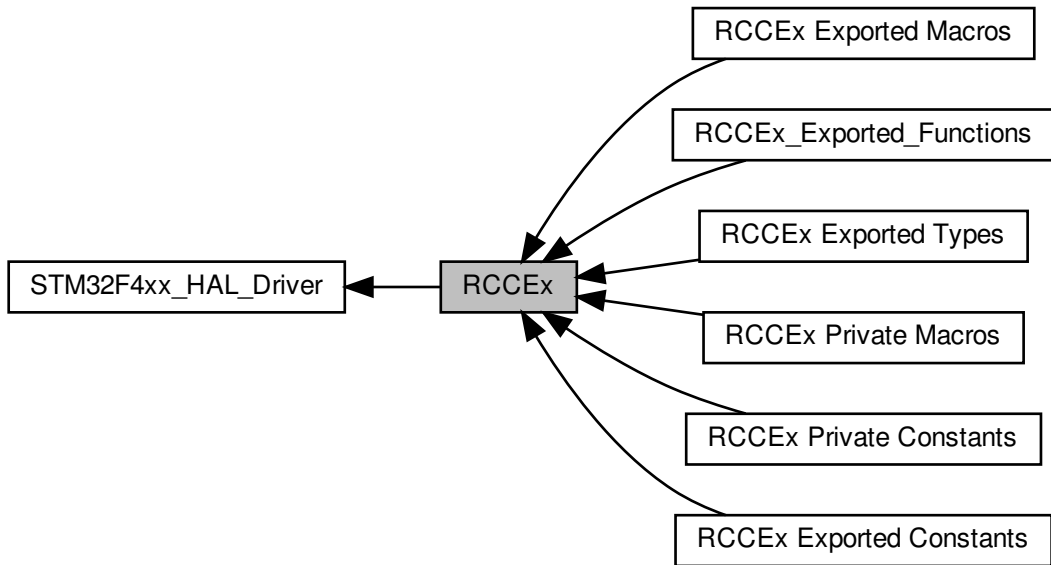 RCCEx Exported Macros
RCCEx_Exported_Functions
RCCEx Exported Types
STM32F4xx_HAL_Driver
RCCEx
RCCEx Private Macros
RCCEx Private Constants
RCCEx Exported Constants